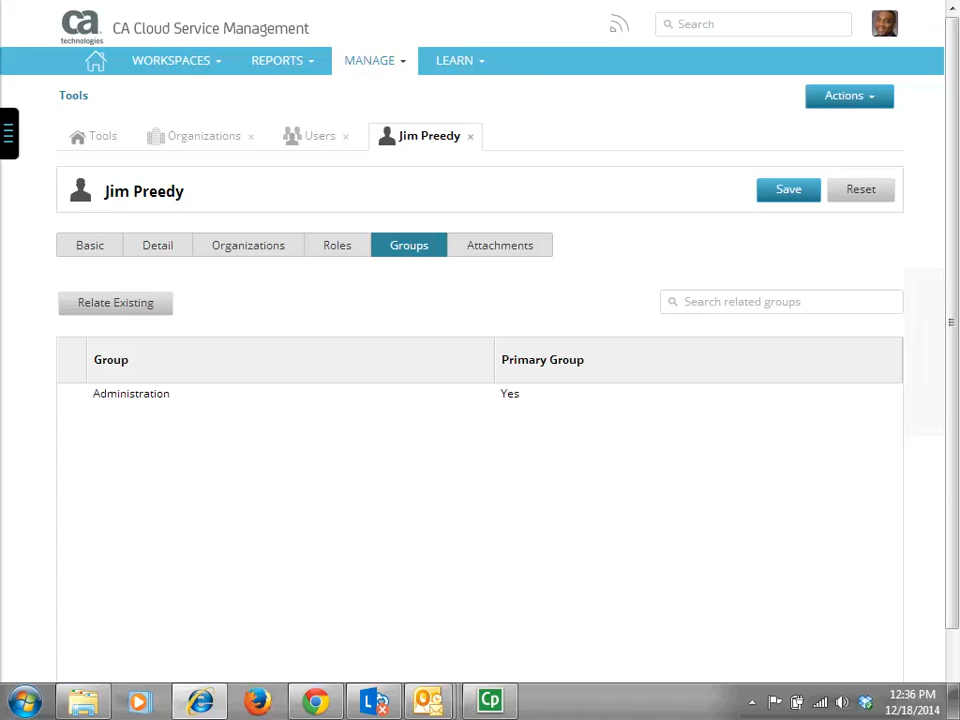 ca
technologies
CA Cloud Service Management
Search
WORKSPACES
REPORTS
MANAGE
LEARN
Tools
Actions
Tools
Organizations ×
Users ×
Jim Preedy ×
Jim Preedy
Save
Reset
Basic
Detail
Organizations
Roles
Groups
Attachments
Relate Existing
Search related groups
Group
Primary Group
Administration
Yes
Cp
12:36 PM
12/18/2014